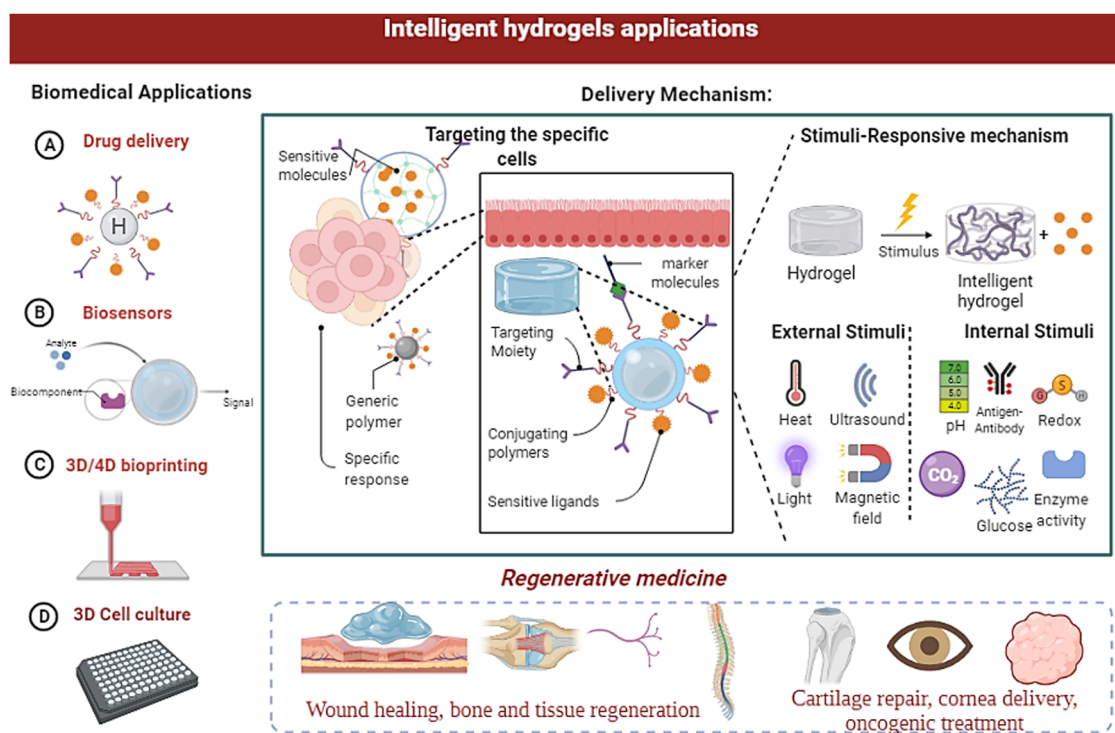 Intelligent hydrogels applications
Biomedical Applications
A
Drug delivery
H
B
Biosensors
Analyte
Biocomponent
Signal
C
3D/4D bioprinting
D
3D Cell culture
Delivery Mechanism:
Targeting the specific
cells
Sensitive
molecules
Generic
polymer
Specific
response
marker
molecules
Targeting
Moiety
Conjugating
polymers
Sensitive ligands
Stimuli-Responsive mechanism
Hydrogel
Stimulus
+
Intelligent
hydrogel
External Stimuli
Heat
Ultrasound
Light
Magnetic
field
Internal Stimuli
7.0
6.0
5.0
4.0
pH
Antigen-
Antibody
G
S
H
Redox
CO2
Glucose
Enzyme
activity
Regenerative medicine
Wound healing, bone and tissue regeneration
Cartilage repair, cornea delivery,
oncogenic treatment